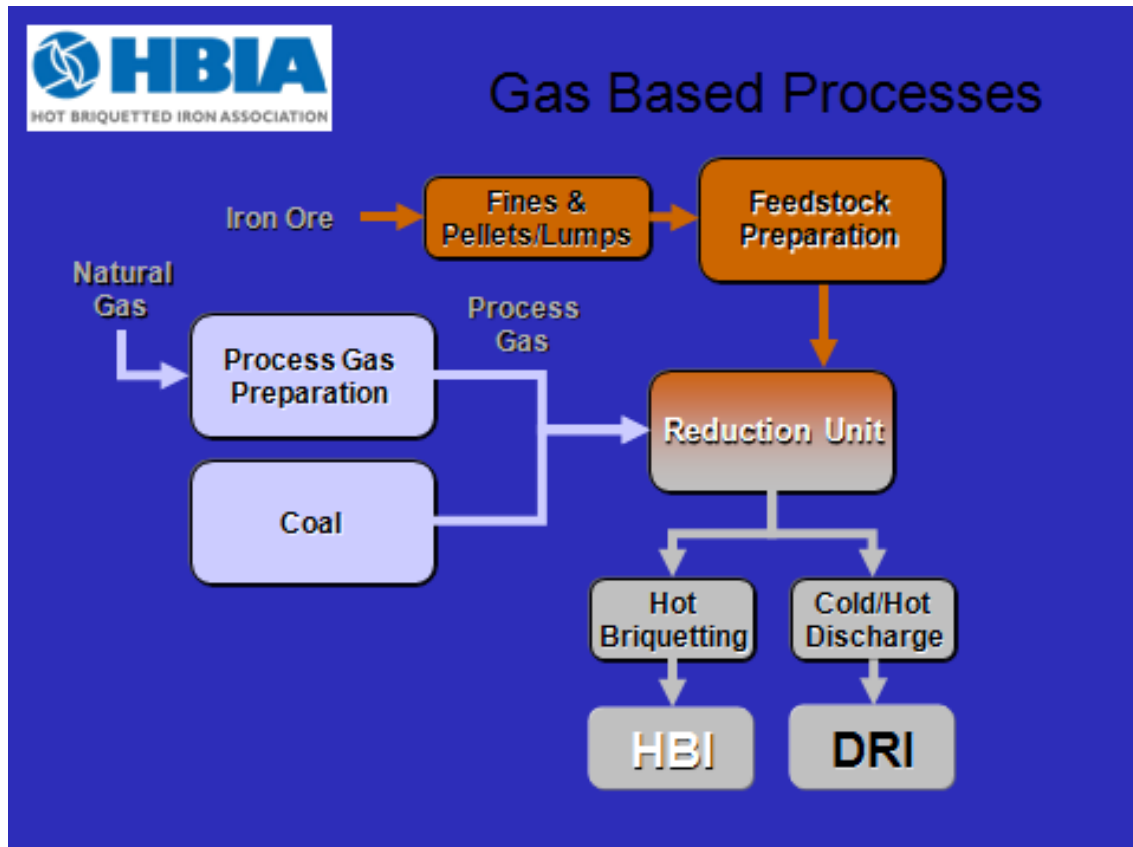 HBIA
HOT BRIQUETTED IRON ASSOCIATION
Gas Based Processes
Iron Ore
Fines &
Pellets/Lumps
Feedstock
Preparation
Natural
Gas
Process Gas
Preparation
Process
Gas
Coal
Reduction Unit
Hot
Briquetting
Cold/Hot
Discharge
HBI
DRI